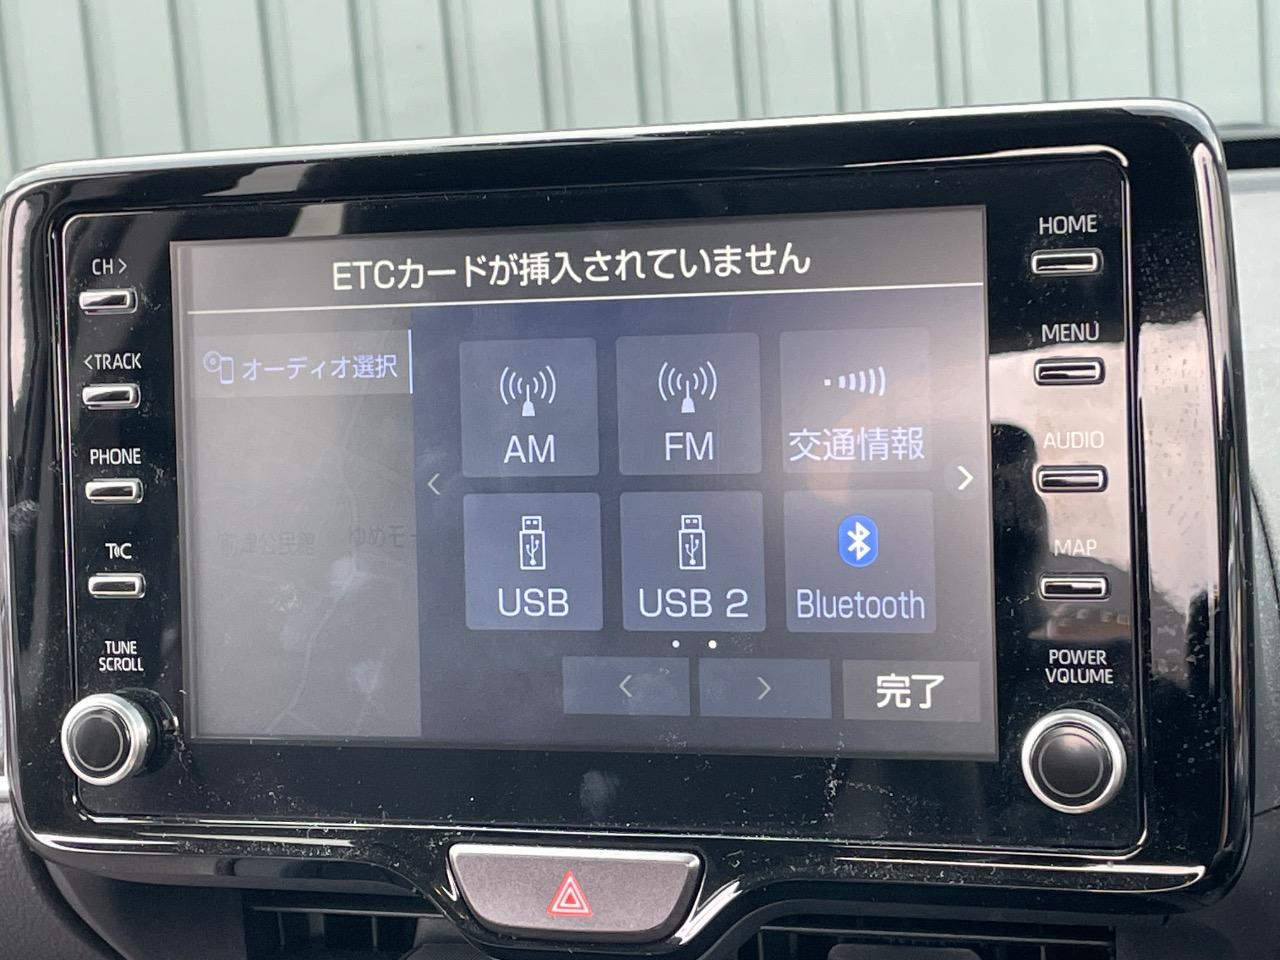 ETCカードが挿入されていません
オーディオ選択
AM
FM
交通情報
USB
USB 2
Bluetooth
完了
CH >
< TRACK
PHONE
T C
TUNE
SCROLL
HOME
MENU
AUDIO
MAP
POWER
VOLUME